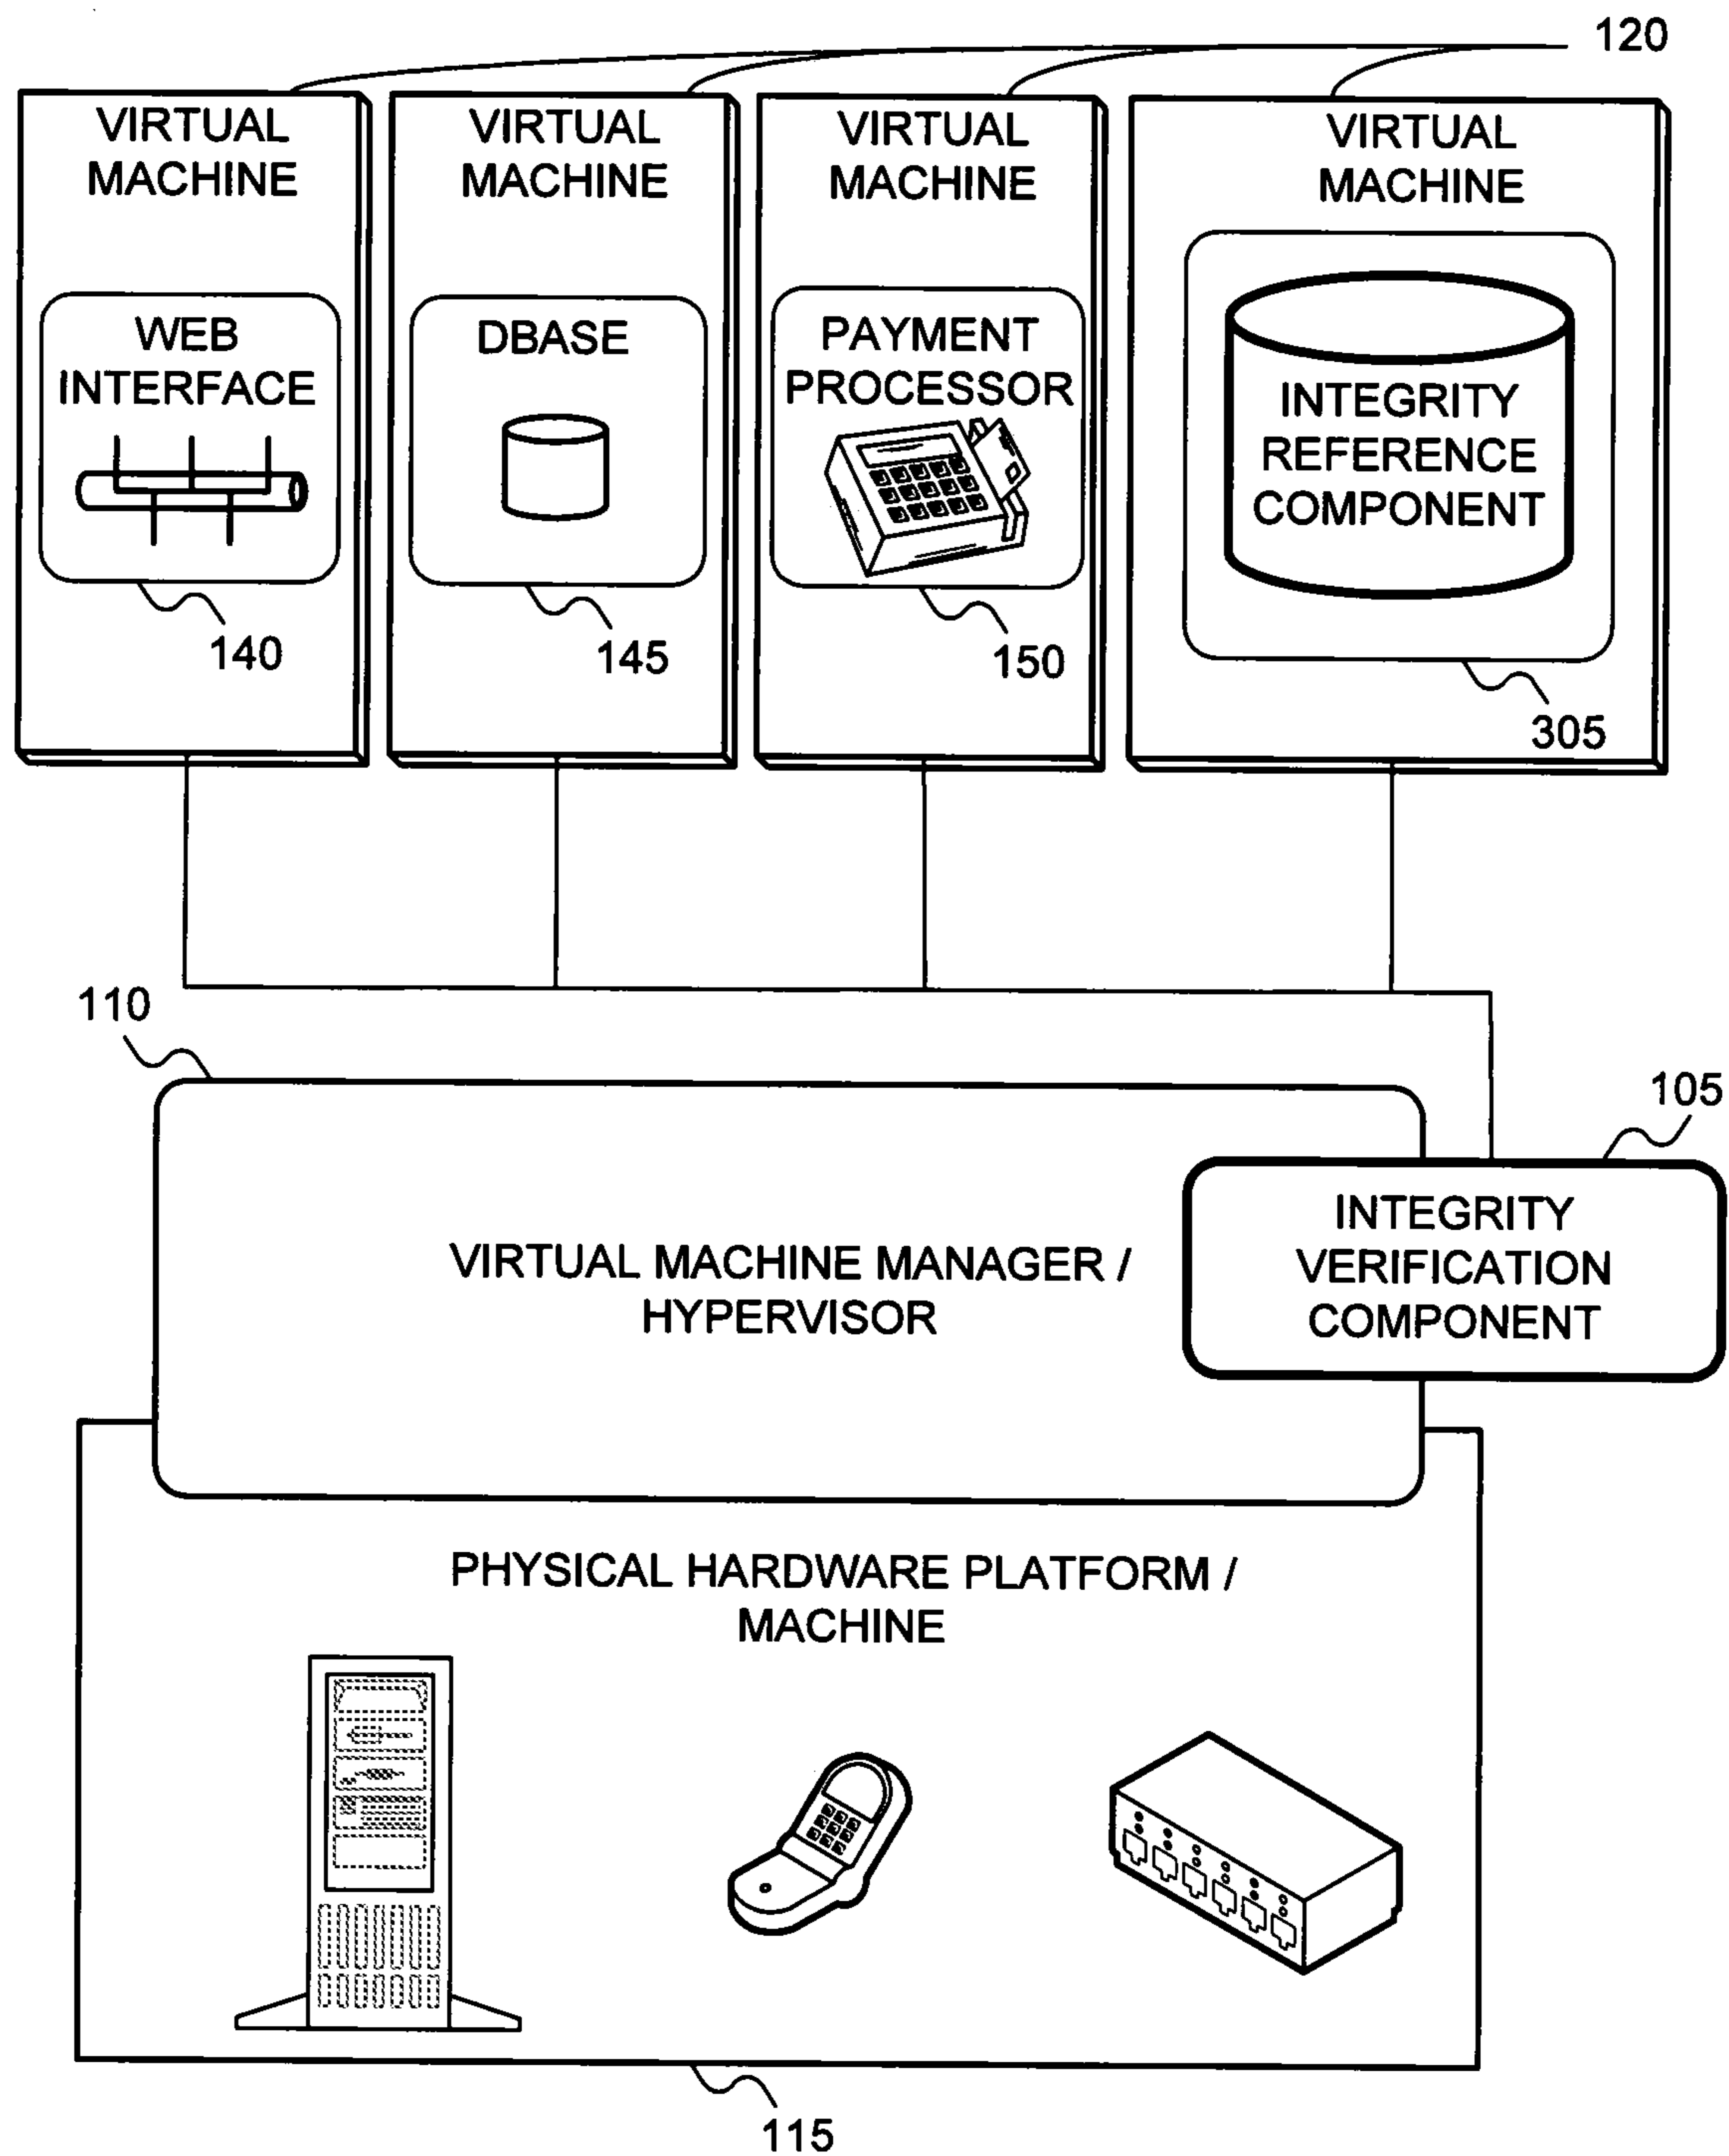 120
VIRTUAL
MACHINE
WEB
INTERFACE
140
VIRTUAL
MACHINE
DBASE
145
VIRTUAL
MACHINE
PAYMENT
PROCESSOR
150
VIRTUAL
MACHINE
INTEGRITY
REFERENCE
COMPONENT
305
110
105
VIRTUAL MACHINE MANAGER /
HYPERVISOR
INTEGRITY
VERIFICATION
COMPONENT
PHYSICAL HARDWARE PLATFORM /
MACHINE
115